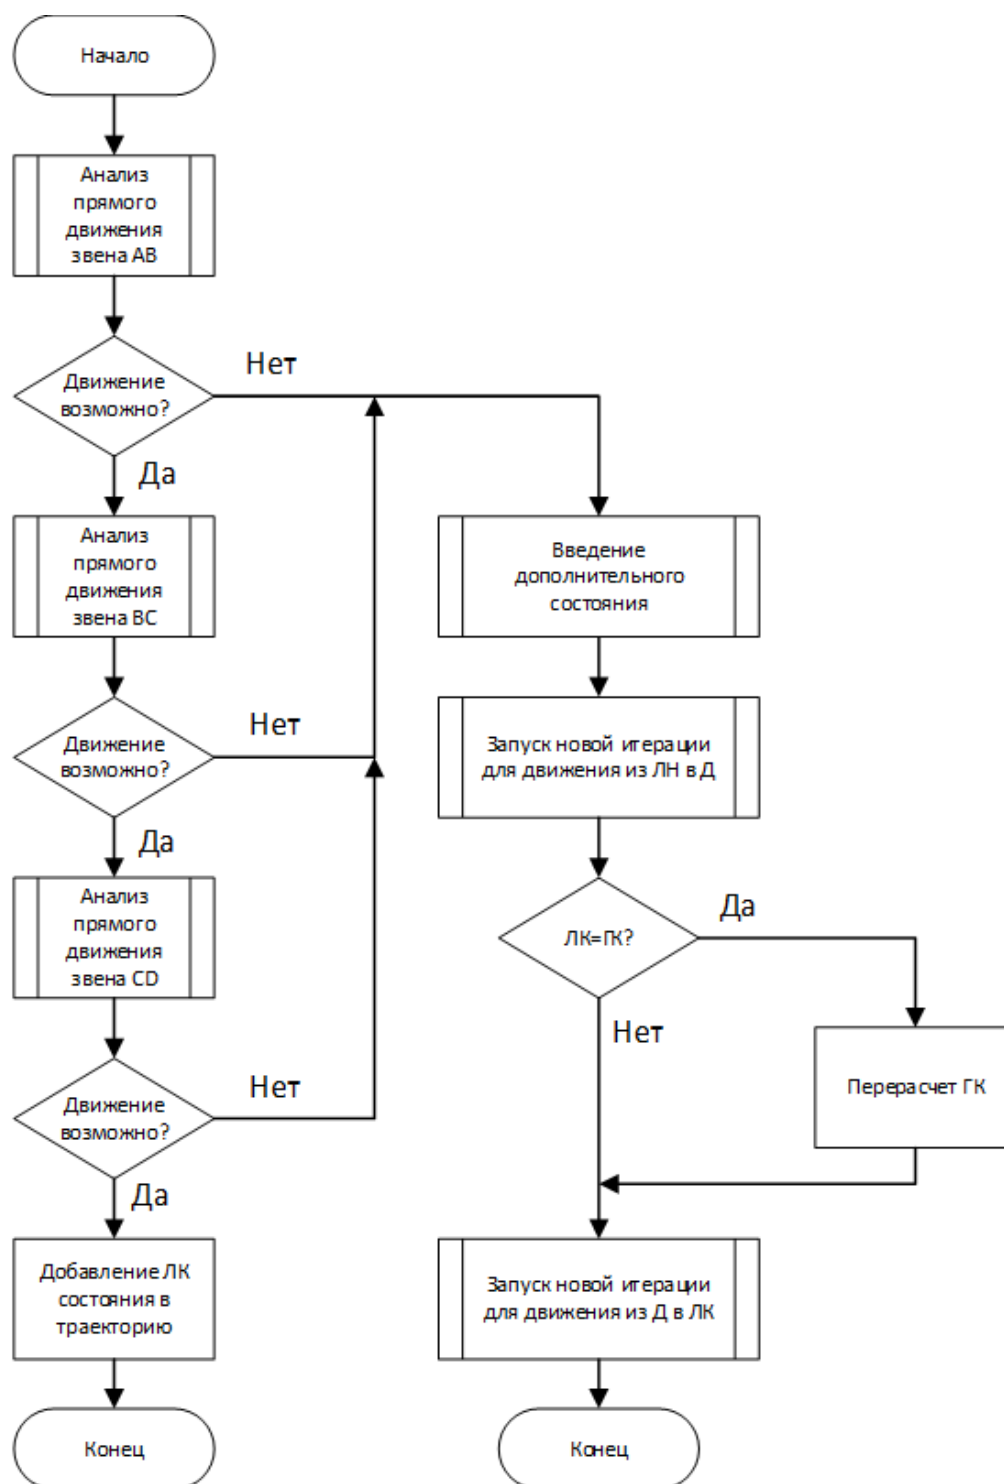 Начало
Анализ
прямого
движения
звена АВ
Движение
возможно?
Нет
Да
Анализ
прямого
движения
звена ВС
Введение
дополнительного
состояния
Движение
возможно?
Нет
Запуск новой итерации
для движения из ЛН в Д
Да
Анализ
прямого
движения
звена CD
ЛК=ГК?
Да
Нет
Движение
возможно?
Нет
Перерасчет ГК
Да
Добавление ЛК
состояния в
траекторию
Запуск новой итерации
для движения из Д в ЛК
Конец
Конец